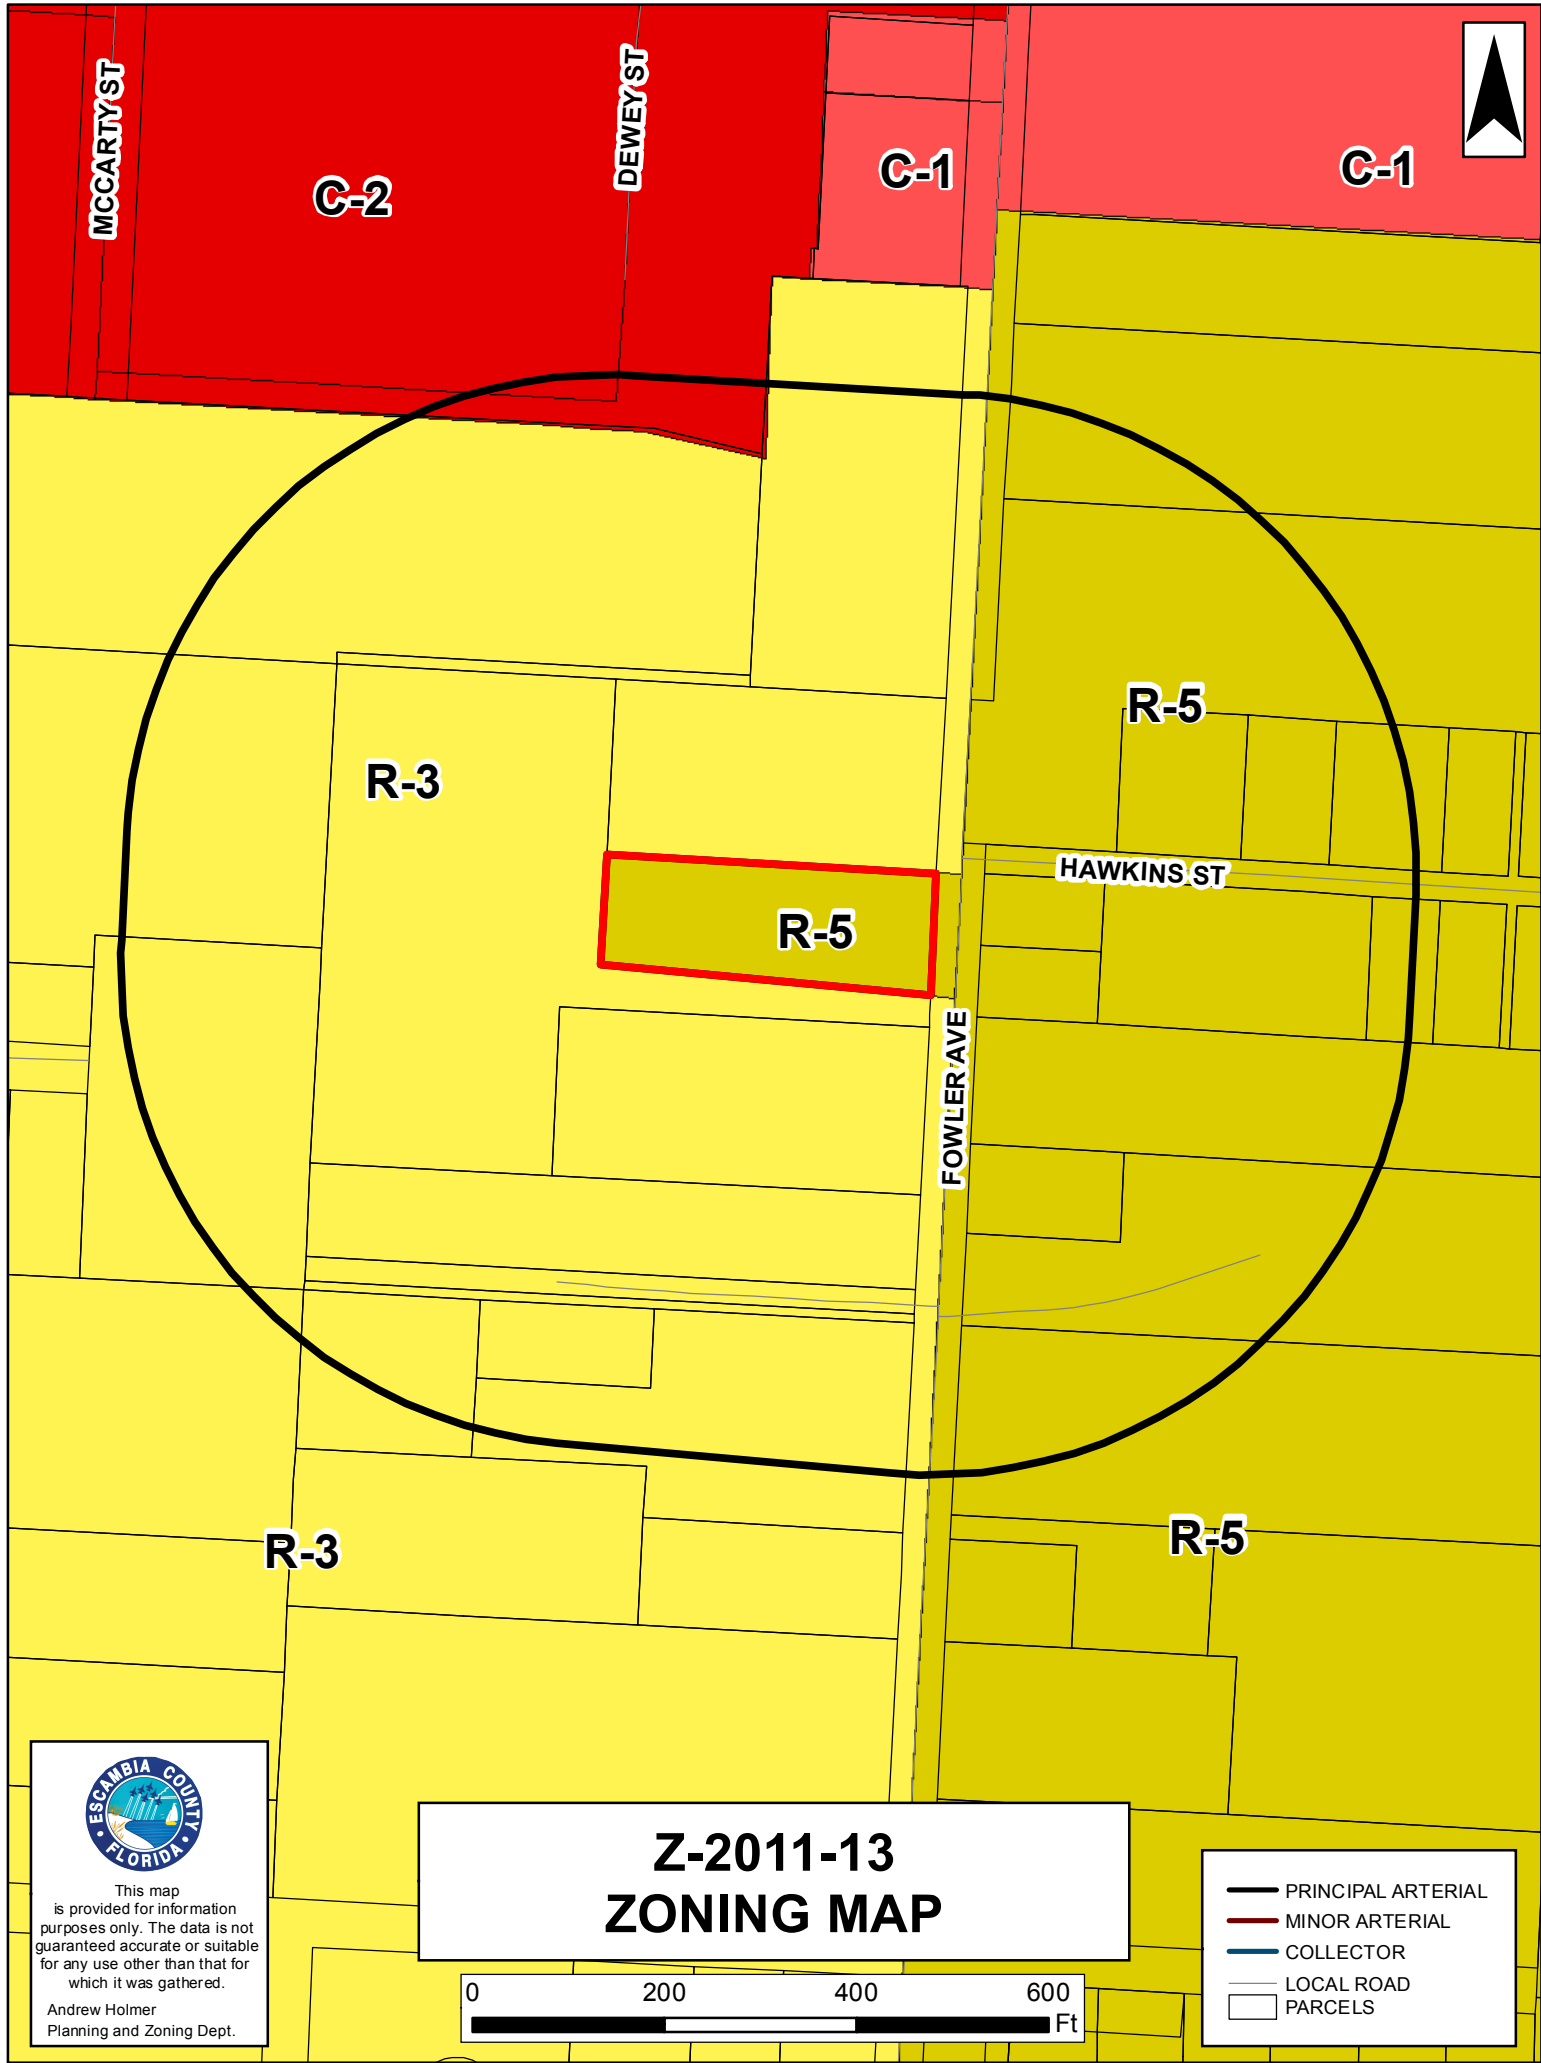 MCCARTY ST
DEWEY ST
C-2
C-1
C-1
R-5
R-3
HAWKINS ST
R-5
FOWLER AVE
R-3
R-5
ESCAMBIA COUNTY
FLORIDA
This map
is provided for information
purposes only. The data is not
guaranteed accurate or suitable
for any use other than that for
which it was gathered.
Andrew Holmer
Planning and Zoning Dept.
Z-2011-13
ZONING MAP
0 200 400 600
Ft
PRINCIPAL ARTERIAL
MINOR ARTERIAL
COLLECTOR
LOCAL ROAD
PARCELS